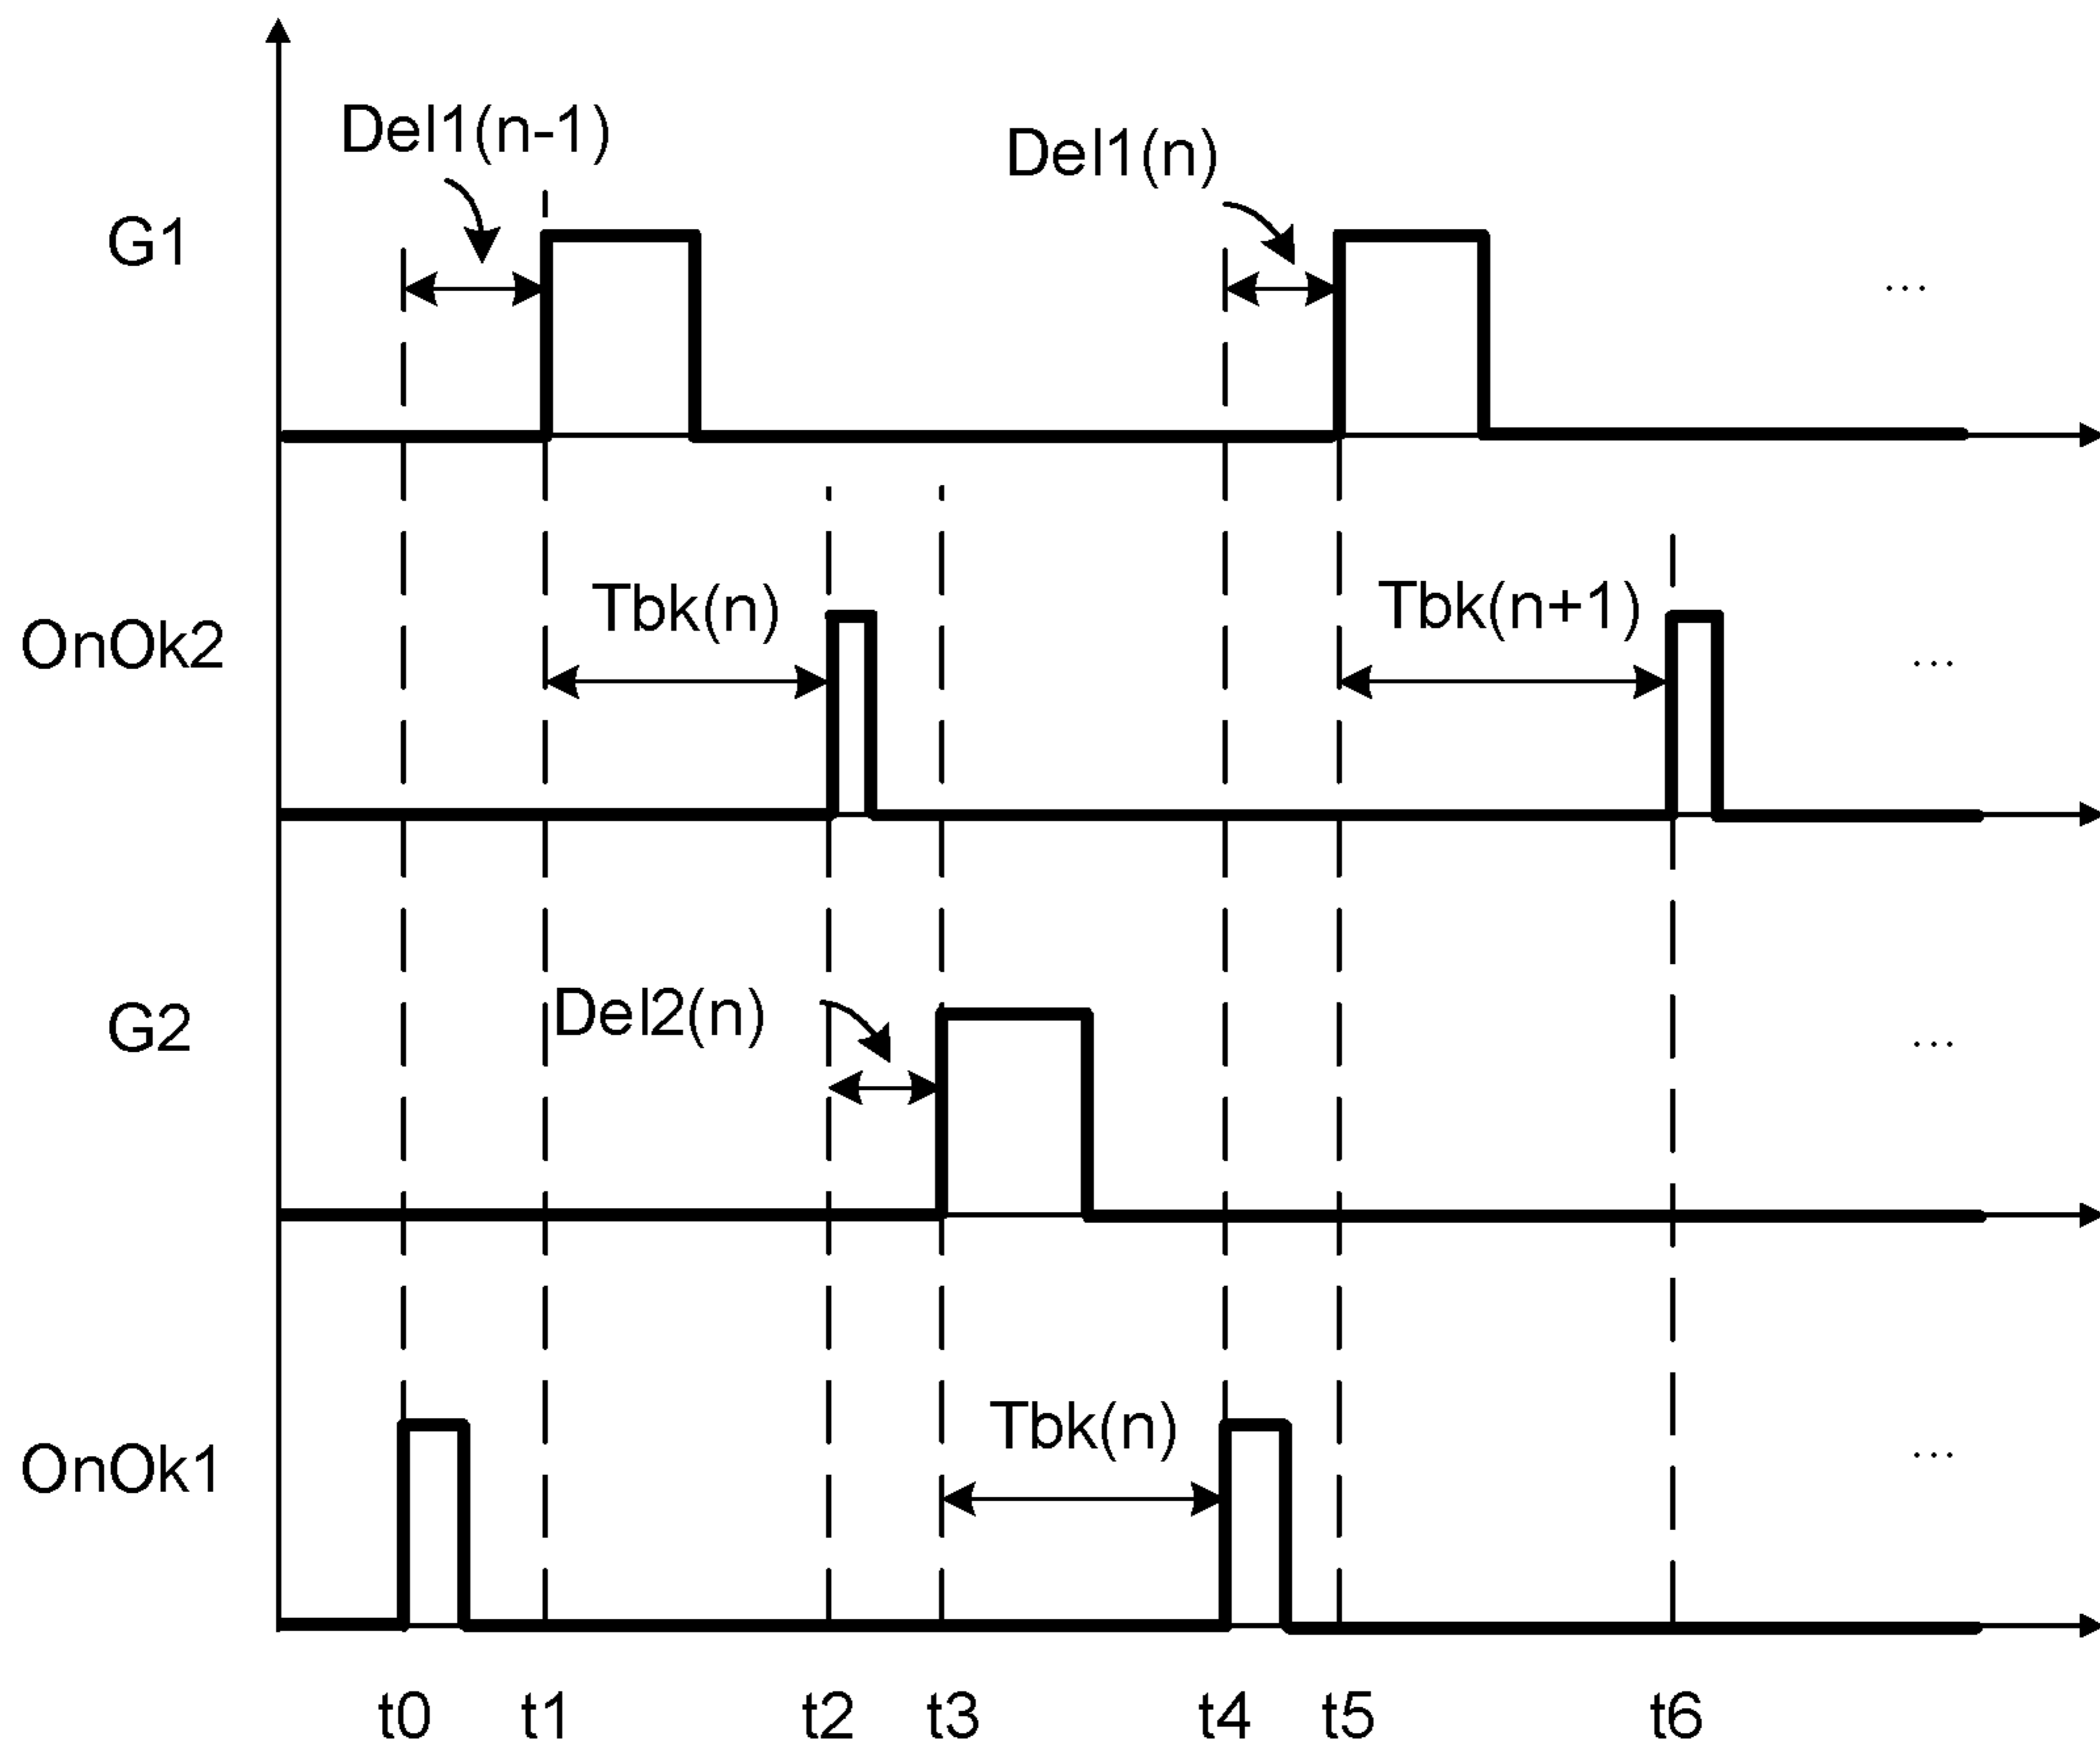 Del1(n-1)
Del1(n)
G1
...
Tbk(n)
Tbk(n+1)
OnOk2
...
Del2(n)
G2
...
Tbk(n)
OnOk1
...
t0 t1 t2 t3 t4 t5 t6